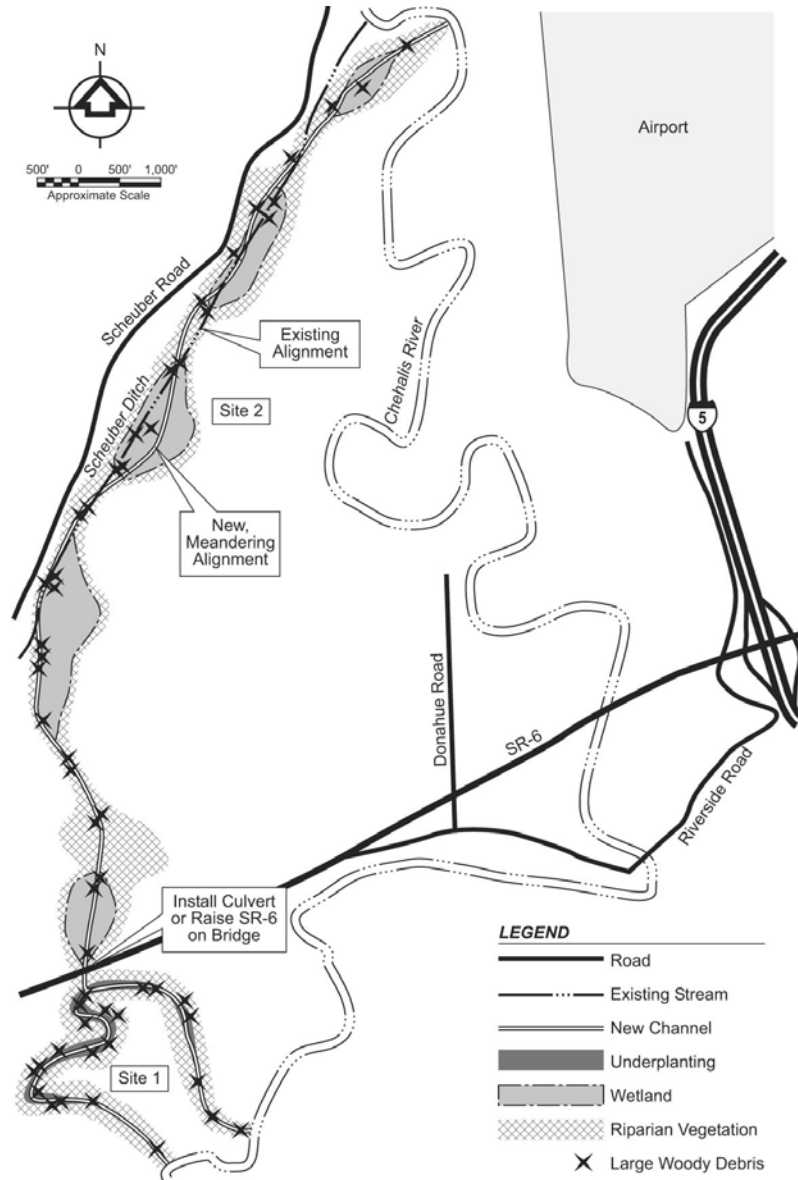 N
500' 0 500' 1,000'
Approximate Scale
Airport
Scheuber Road
Existing
Alignment
Chehalis River
Scheuber Ditch
Site 2
5
New,
Meandering
Alignment
Donahue Road
SR-6
Riverside Road
Install Culvert
or Raise SR-6
on Bridge
Site 1
LEGEND
Road
Existing Stream
New Channel
Underplanting
Wetland
Riparian Vegetation
Large Woody Debris